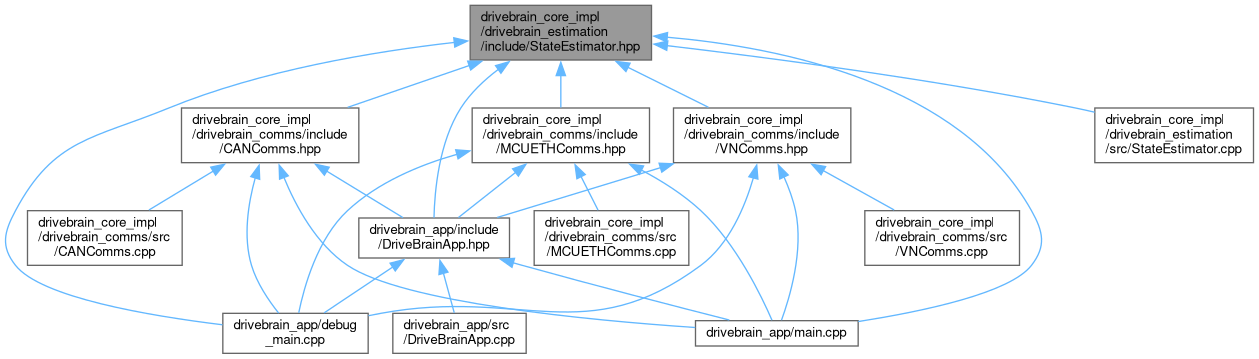 drivebrain_core_impl
/drivebrain_estimation
/include/StateEstimator.hpp
drivebrain_core_impl
/drivebrain_comms/include
/CANComms.hpp
drivebrain_core_impl
/drivebrain_comms/include
/MCUETHComms.hpp
drivebrain_core_impl
/drivebrain_comms/include
/VNComms.hpp
drivebrain_core_impl
/drivebrain_estimation
src/StateEstimator.cpp
drivebrain_core_impl
/drivebrain_comms/src
/CANComms.cpp
drivebrain_app/include
/DriveBrainApp.hpp
drivebrain_core_impl
/drivebrain_comms/src
/MCUETHComms.cpp
drivebrain_core_impl
/drivebrain_comms/src
/VNComms.cpp
drivebrain_app/debug
_main.cpp
drivebrain_app/src
/DriveBrainApp.cpp
drivebrain_app/main.cpp